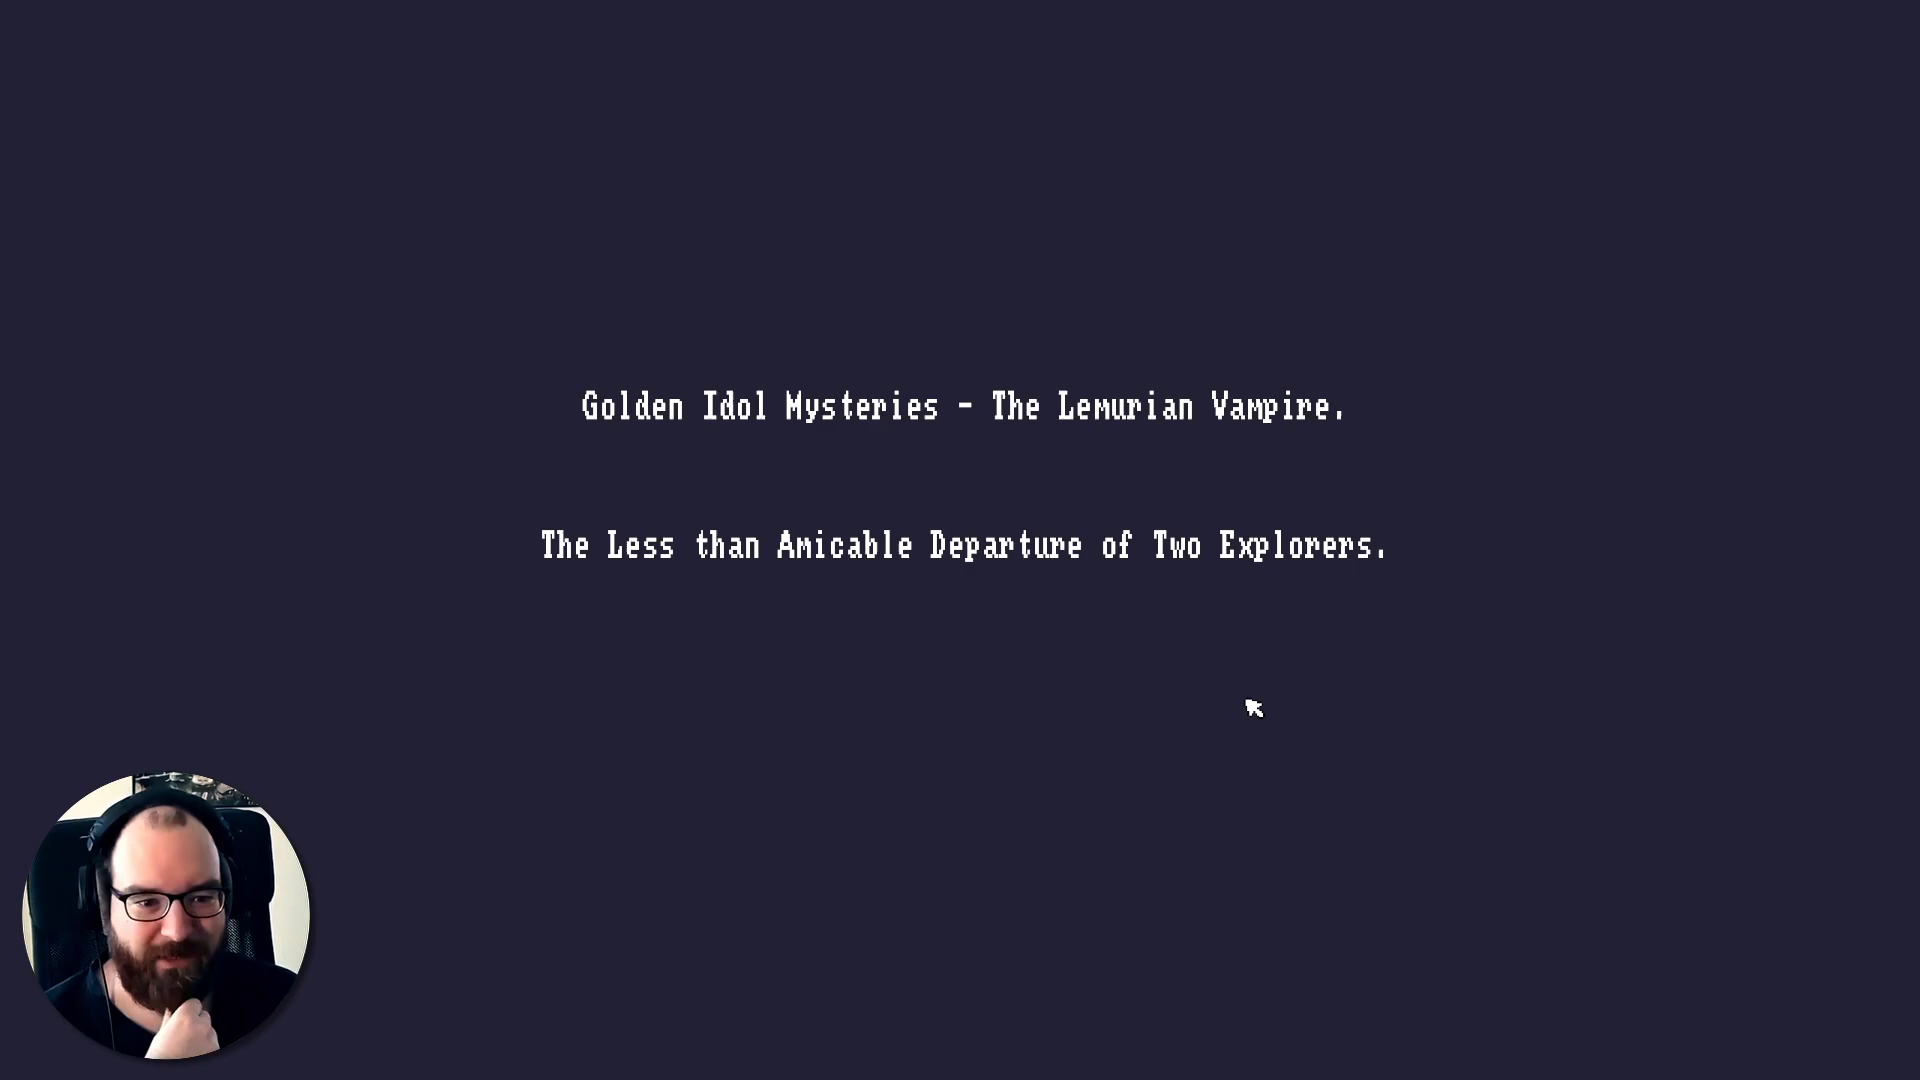 Golden Idol Mysteries - The Lemurian Vampire.
The Less than Amicable Departure of Two Explorers.